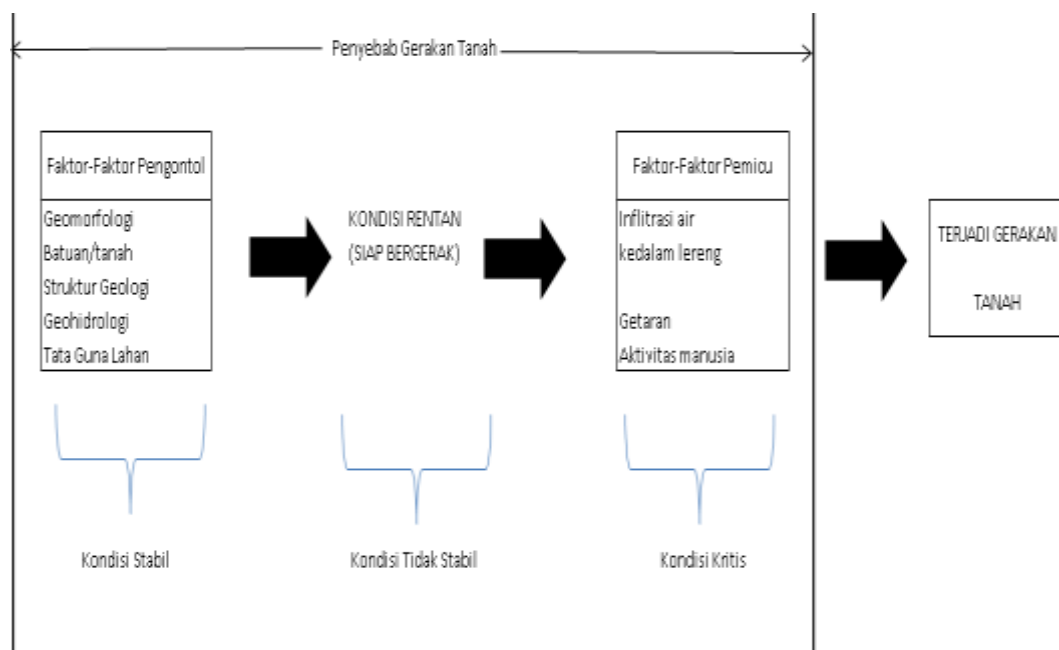 Penyebab Gerakan Tanah
Faktor-Faktor Pengontol
Geomorfologi
Batuan/tanah
Struktur Geologi
Geohidrologi
Tata Guna Lahan
KONDISI RENTAN
(SIAP BERGERAK)
Faktor-Faktor Pemicu
Inflitrasi air
kedalam lereng
Getaran
Aktivitas manusia
TERJADI GERAKAN
TANAH
Kondisi Stabil
Kondisi Tidak Stabil
Kondisi Kritis